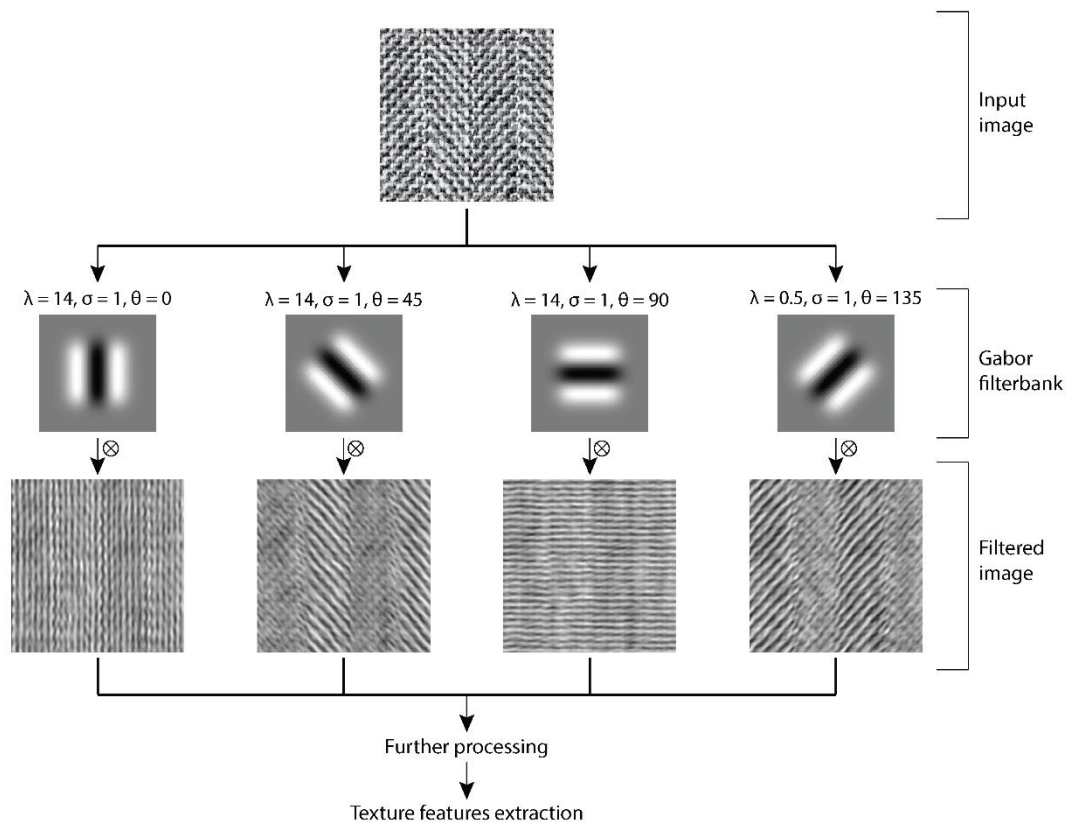 Input
image
λ = 14, σ = 1, θ = 0
λ = 14, σ = 1, θ = 45
λ = 14, σ = 1, θ = 90
λ = 0.5, σ = 1, θ = 135
Gabor
filterbank
⊗
⊗
⊗
⊗
Filtered
image
Further processing
Texture features extraction